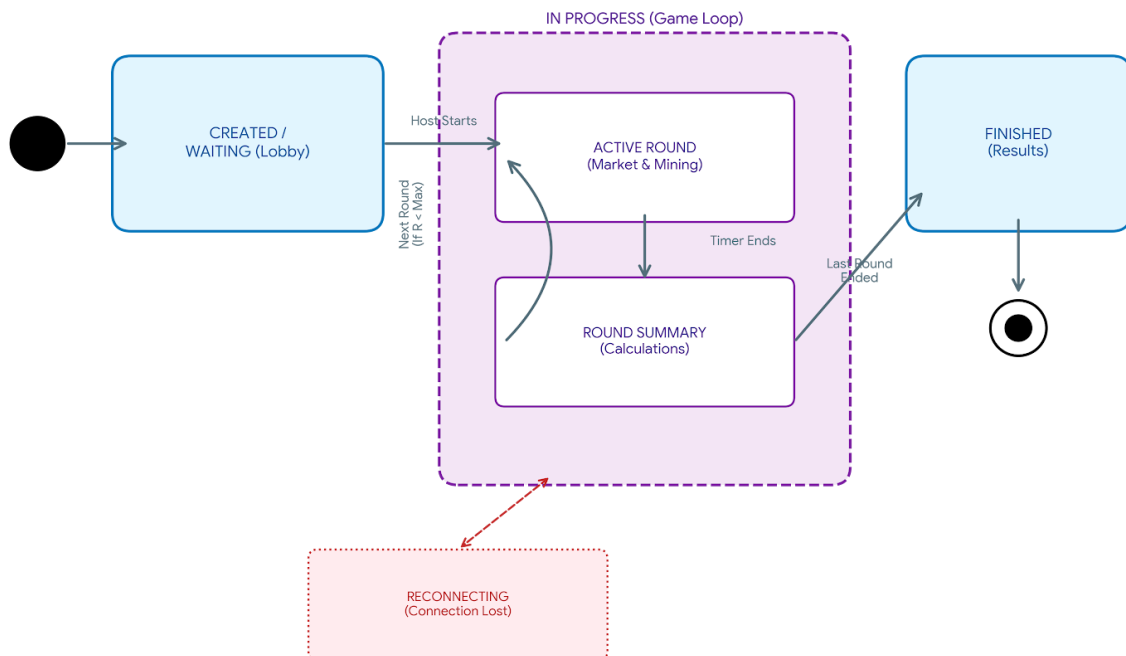 IN PROGRESS (Game Loop)
CREATED /
WAITING (Lobby)
Host Starts
ACTIVE ROUND
(Market & Mining)
FINISHED
(Results)
Next Round
(If R < Max)
Timer Ends
Last Round
Ended
ROUND SUMMARY
(Calculations)
RECONNECTING
(Connection Lost)